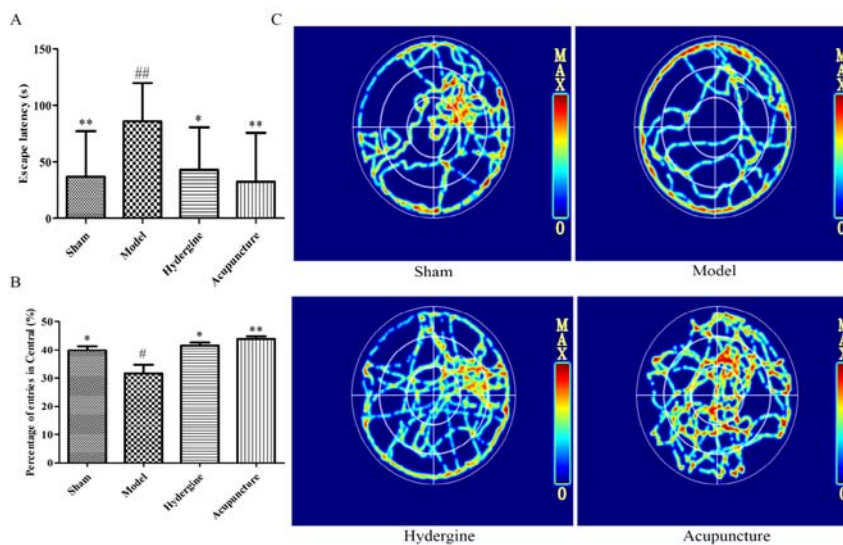 A
Escape latency (s)
150
100
50
0
**
##
*
**
Sham
Model
Hydergine
Acupuncture
B
Percentage of entries in Central (%)
50
40
30
20
10
0
*
#
*
**
Sham
Model
Hydergine
Acupuncture
C
MAX
0
Sham
MAX
0
Model
MAX
0
Hydergine
MAX
0
Acupuncture